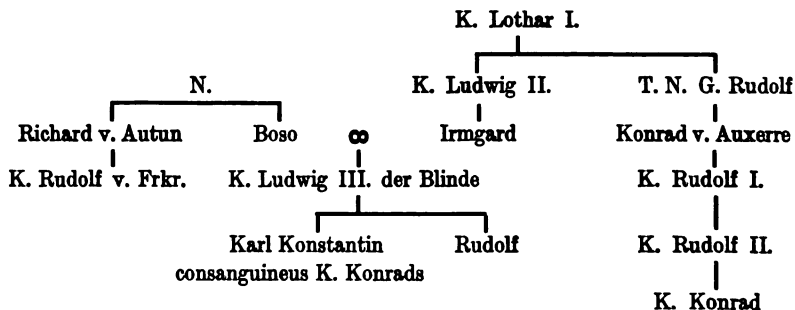 K. Lothar I.
N. K. Ludwig II. T. N. G. Rudolf
Richard v. Autun Boso ∞ Irmgard Konrad v. Auxerre
K. Rudolf v. Frkr. K. Ludwig III. der Blinde K. Rudolf I.
Karl Konstantin Rudolf K. Rudolf II.
consanguineus K. Konrads
K. Konrad